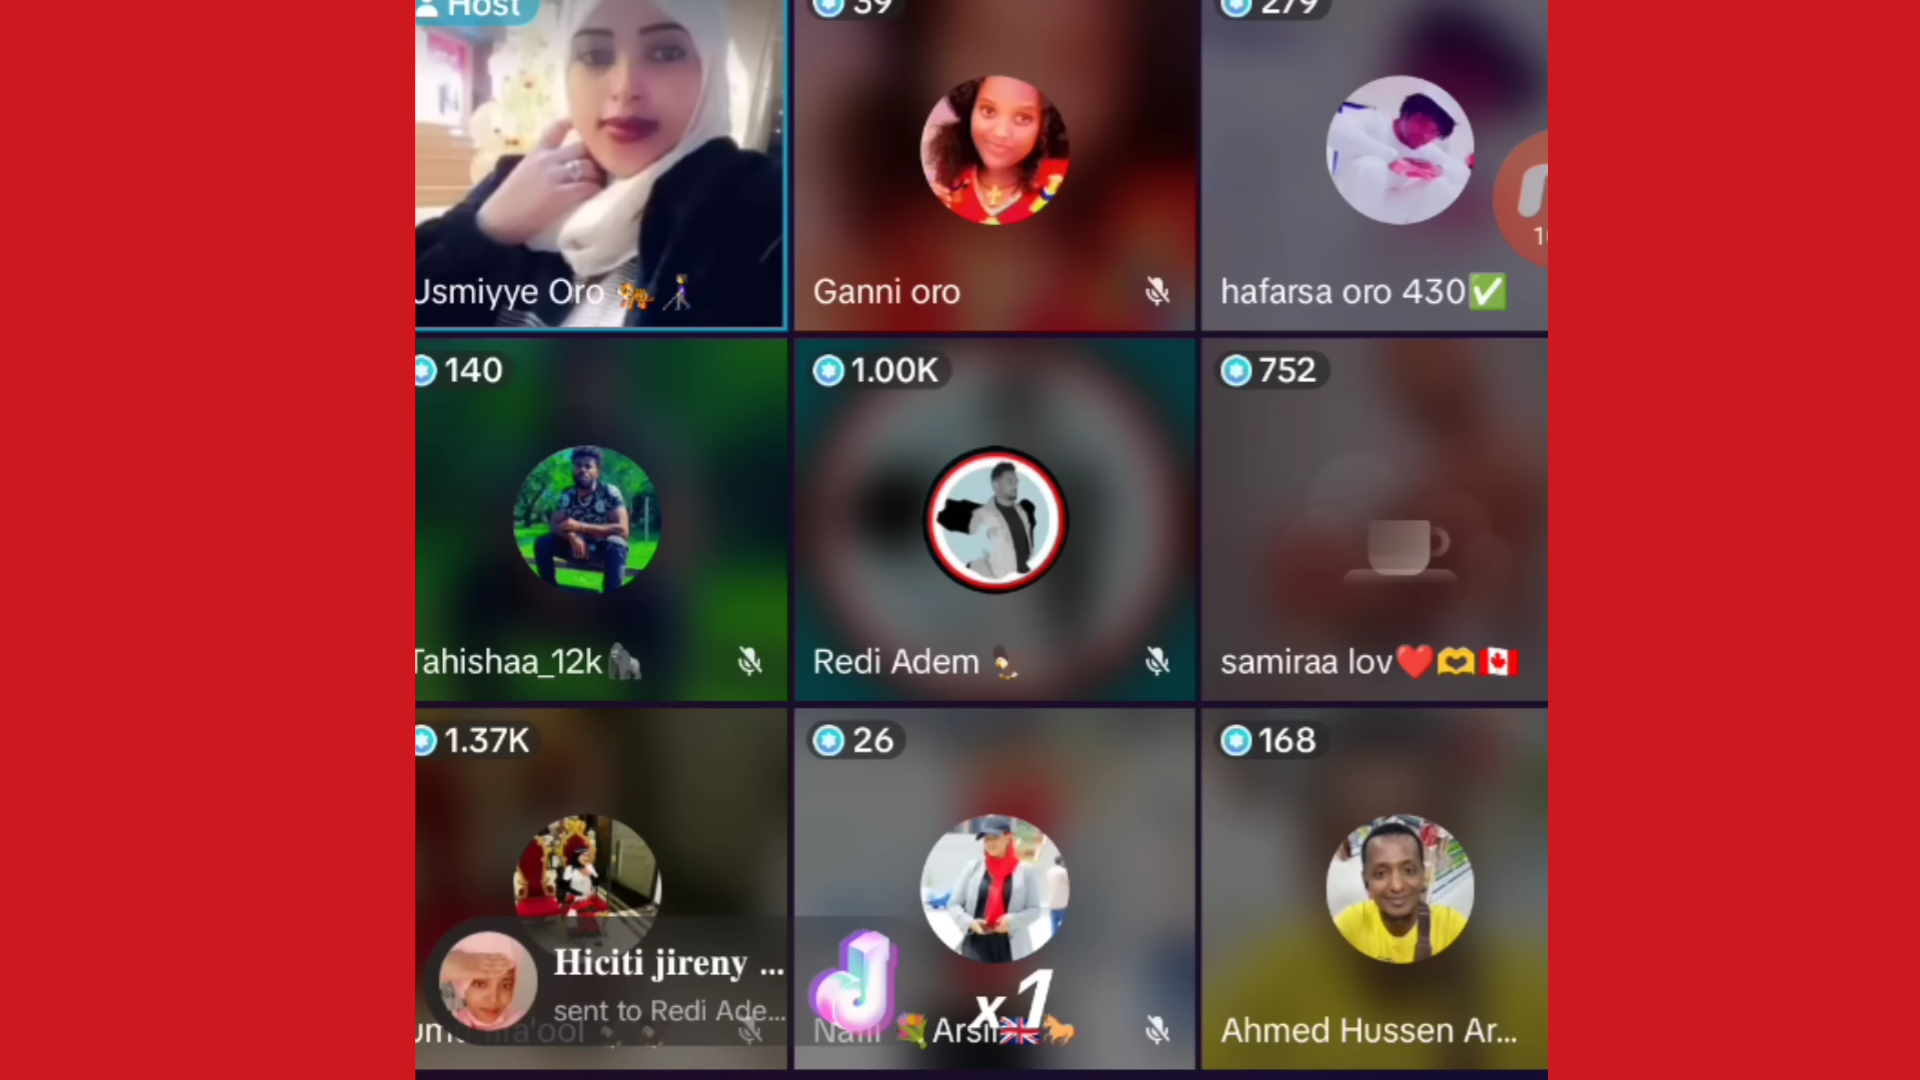 Host
39
279
Usmiyye Oro
Ganni oro
hafarsa oro 430
140
1.00K
752
Tahishaa_12k
Redi Adem
samiraa lov
1.37K
26
168
Hiciti jireny ...
sent to Redi Ade...
x1
Arsii
Ahmed Hussen Ar...